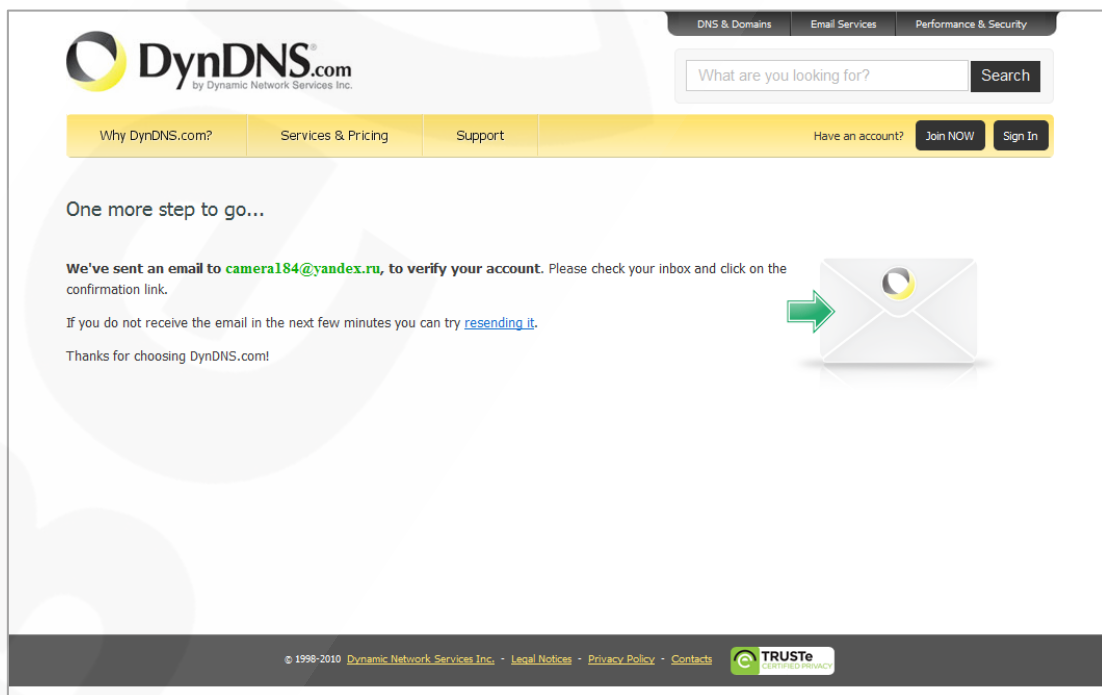 DNS & Domains Email Services Performance & Security
DynDNS.com
by Dynamic Network Services Inc.
What are you looking for? Search
Why DynDNS.com? Services & Pricing Support Have an account? Join NOW Sign In
One more step to go...
We've sent an email to camera184@yandex.ru, to verify your account. Please check your inbox and click on the
confirmation link.
If you do not receive the email in the next few minutes you can try resending it.
Thanks for choosing DynDNS.com!
© 1998-2010 Dynamic Network Services Inc. - Legal Notices - Privacy Policy - Contacts TRUSTe
CERTIFIED PRIVACY